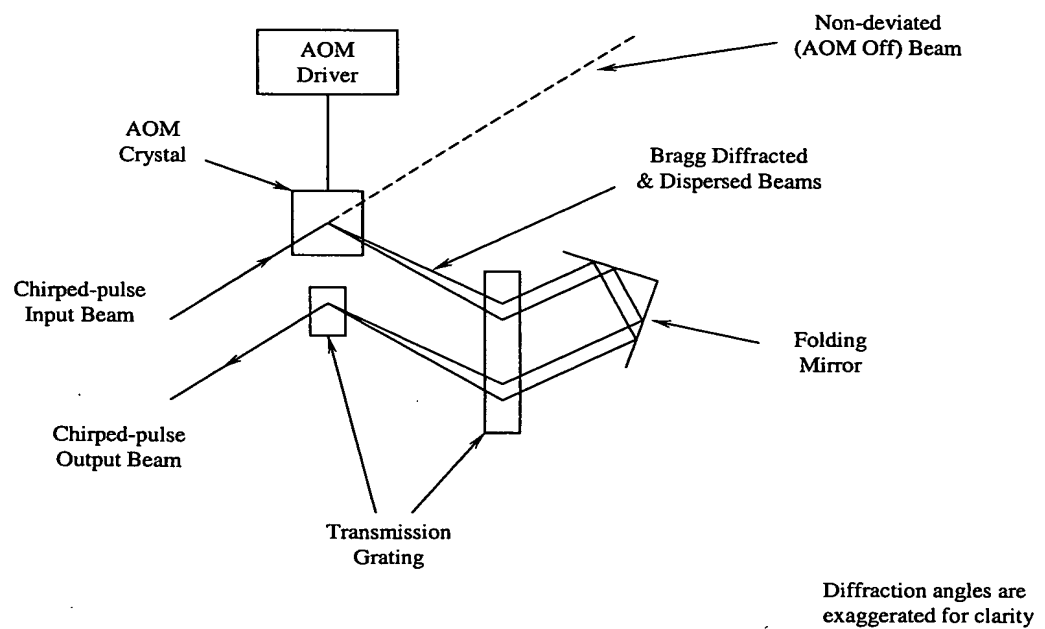 Non-deviated
(AOM Off) Beam
AOM
Driver
AOM
Crystal
Bragg Diffracted
& Dispersed Beams
Chirped-pulse
Input Beam
Folding
Mirror
Chirped-pulse
Output Beam
Transmission
Grating
Diffraction angles are
exaggerated for clarity